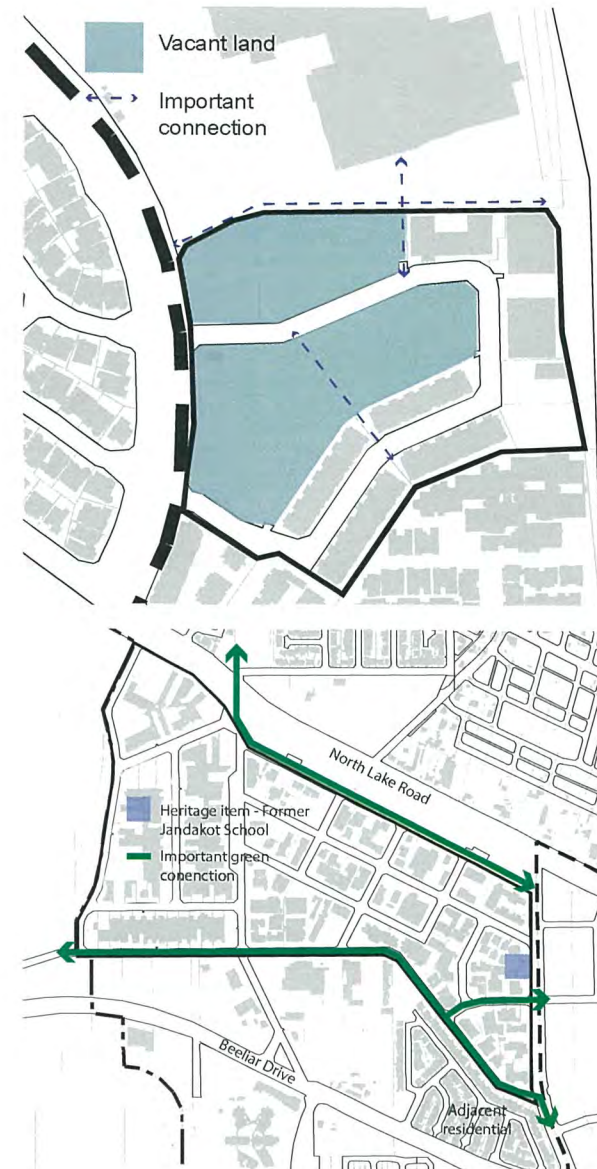 Vacant land
Important
connection
North Lake Road
Heritage item - Former
Jandakot School
Important green
conenction
Beeliar Drive
Adjacent
residential